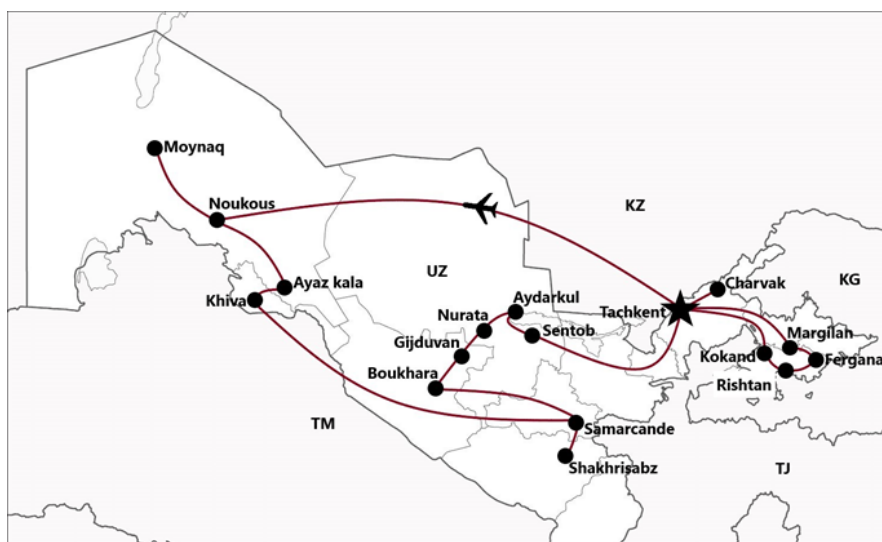 Moynaq
KZ
Noukous
UZ
KG
Ayaz kala
Charvak
Khiva
Aydarkul
Tachkent
Nurata
Sentob
Margilan
Gijduvan
Kokand
Fergana
Boukhara
Rishtan
TM
Samarcande
Shakhrisabz
TJ